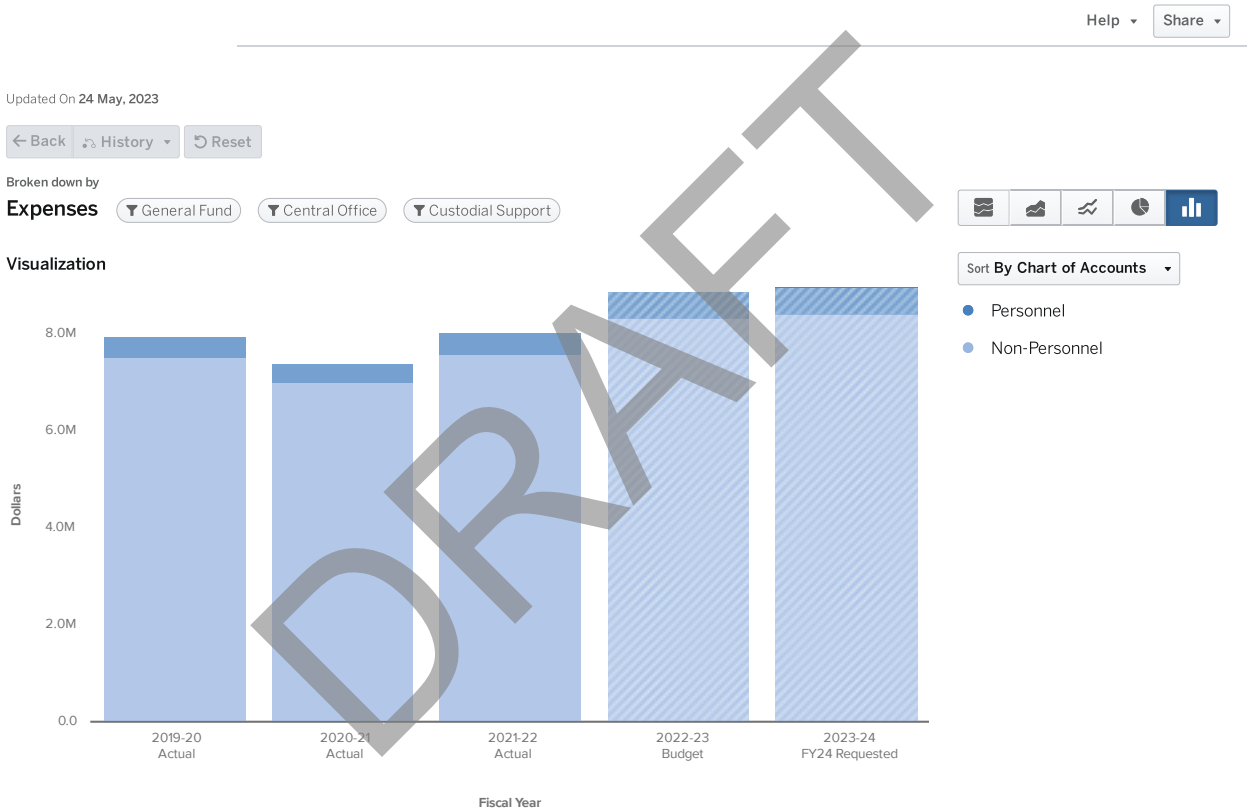 Help
Share
Updated On 24 May, 2023
Back
History
Reset
Broken down by
Expenses
General Fund
Central Office
Custodial Support
Visualization
Sort By Chart of Accounts
Personnel
Non-Personnel
8.0M
6.0M
4.0M
2.0M
0.0
Dollars
2019-20
Actual
2020-21
Actual
2021-22
Actual
2022-23
Budget
2023-24
FY24 Requested
Fiscal Year
DRAFT